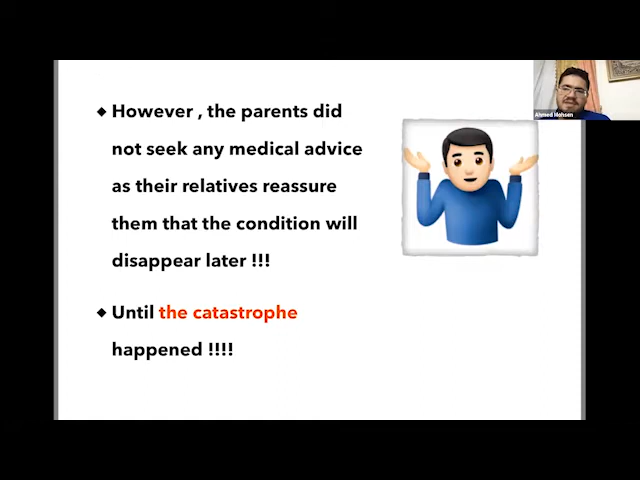 ◆ However , the parents did
not seek any medical advice
as their relatives reassure
them that the condition will
disappear later !!!
◆ Until the catastrophe
happened !!!!
Ahmed Mohsen